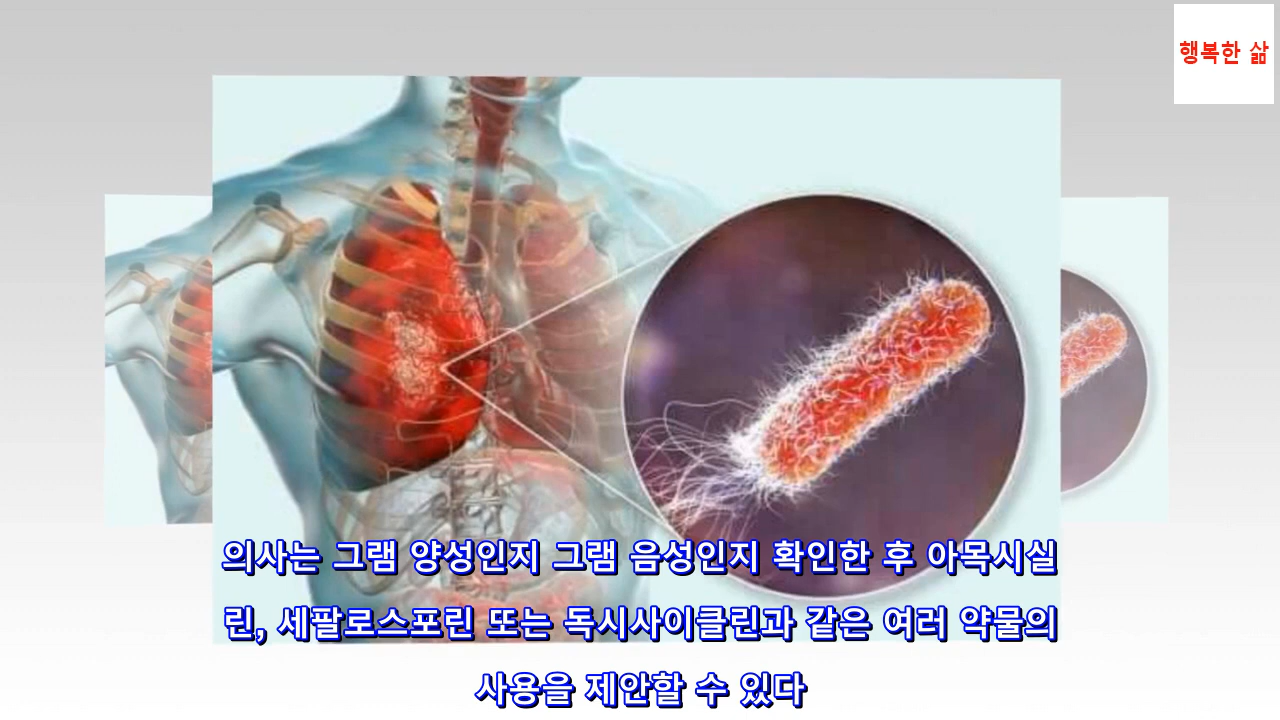 행복한 삶
의사는 그램 양성인지 그램 음성인지 확인한 후 아목시실
린, 세팔로스포린 또는 독시사이클린과 같은 여러 약물의
사용을 제안할 수 있다